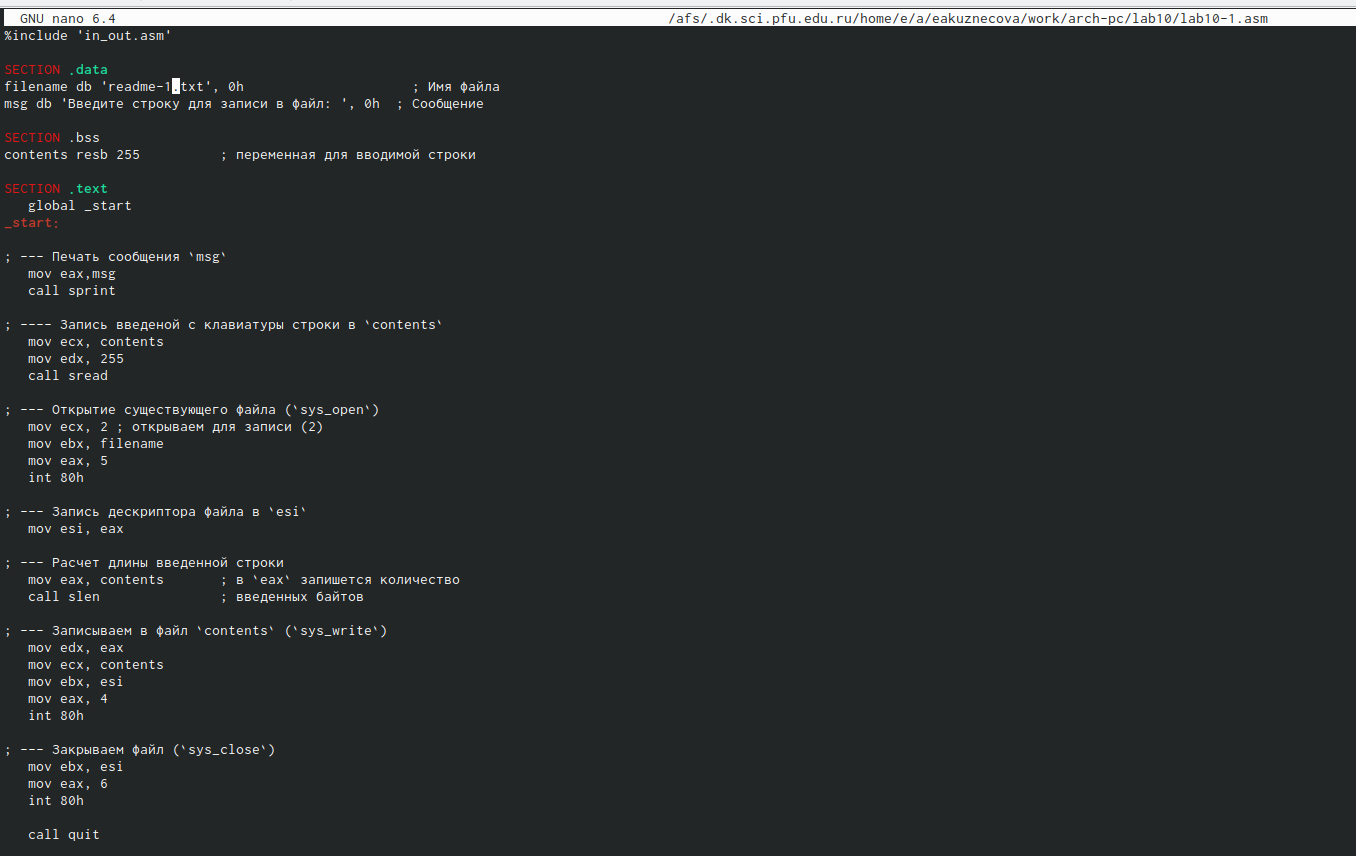 GNU nano 6.4 /afs/.dk.sci.pfu.edu.ru/home/e/a/eakuznecova/work/arch-pc/lab10/lab10-1.asm
%include 'in_out.asm'
SECTION .data
filename db 'readme-1.txt', 0h ; Имя файла
msg db 'Введите строку для записи в файл: ', 0h ; Сообщение
SECTION .bss
contents resb 255 ; переменная для вводимой строки
SECTION .text
global _start
_start:
; --- Печать сообщения `msg`
mov eax,msg
call sprint
; ---- Запись введеной с клавиатуры строки в `contents`
mov ecx, contents
mov edx, 255
call sread
; --- Открытие существующего файла (`sys_open`)
mov ecx, 2 ; открываем для записи (2)
mov ebx, filename
mov eax, 5
int 80h
; --- Запись дескриптора файла в `esi`
mov esi, eax
; --- Расчет длины введенной строки
mov eax, contents ; в `eax` запишется количество
call slen ; введенных байтов
; --- Записываем в файл `contents` (`sys_write`)
mov edx, eax
mov ecx, contents
mov ebx, esi
mov eax, 4
int 80h
; --- Закрываем файл (`sys_close`)
mov ebx, esi
mov eax, 6
int 80h
call quit